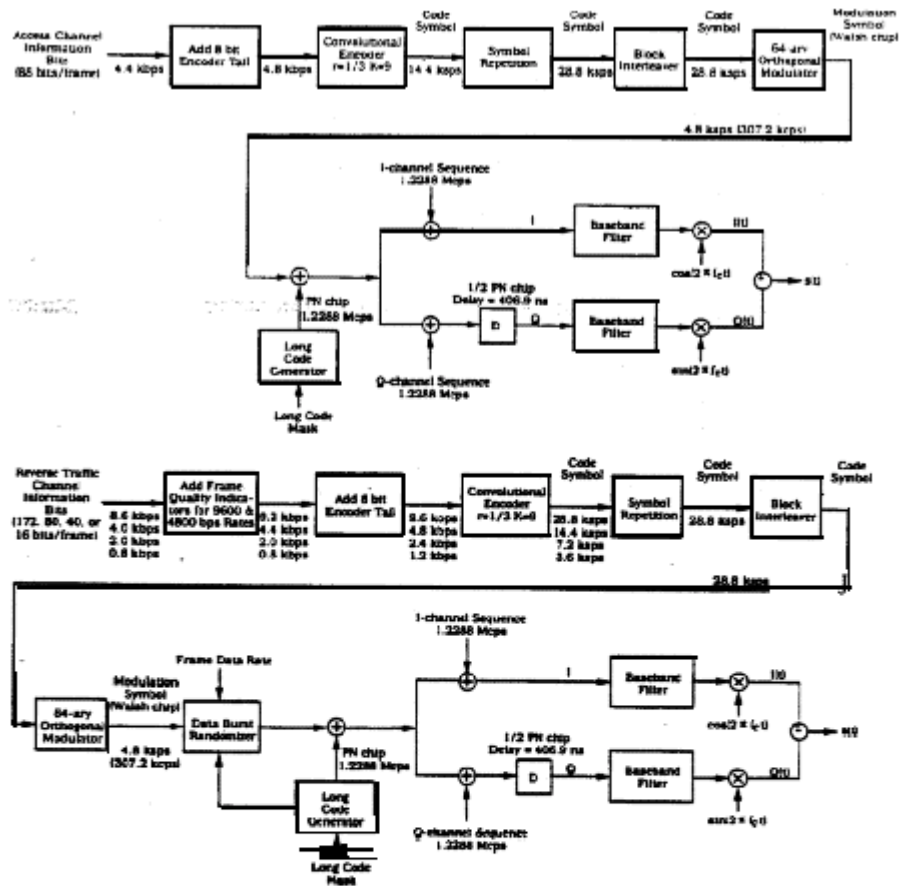 Access Channel
Information
Bits
(88 bits/frame)
4.4 kbps
Add 8 bit
Encoder Tail
4.8 kbps
Convolutional
Encoder
r=1/3 K=9
Code
Symbol
14.4 ksps
Symbol
Repetition
Code
Symbol
28.8 ksps
Block
Interleaver
Code
Symbol
28.8 ksps
64-ary
Orthogonal
Modulator
Modulation
Symbol
(Walsh chip)
4.8 ksps (307.2 kcps)
I-channel Sequence
1.2288 Mcps
I
Baseband
Filter
I(t)
cos(2 π fct)
PN chip
1.2288 Mcps
1/2 PN chip
Delay = 406.9 ns
D
Q
Baseband
Filter
Q(t)
s(t)
sin(2 π fct)
Long
Code
Generator
Q-channel Sequence
1.2288 Mcps
Long Code
Mask
Reverse Traffic
Channel
Information
Bits
(172, 80, 40, or
16 bits/frame)
8.6 kbps
4.0 kbps
2.0 kbps
0.8 kbps
Add Frame
Quality Indica-
tors for 9600 &
4800 bps Rates
9.2 kbps
4.4 kbps
2.0 kbps
0.8 kbps
Add 8 bit
Encoder Tail
9.6 kbps
4.8 kbps
2.4 kbps
1.2 kbps
Convolutional
Encoder
r=1/3 K=9
Code
Symbol
28.8 ksps
14.4 ksps
7.2 ksps
3.6 ksps
Symbol
Repetition
Code
Symbol
28.8 ksps
Block
Interleaver
Code
Symbol
28.8 ksps
64-ary
Orthogonal
Modulator
Modulation
Symbol
(Walsh chip)
4.8 ksps
(307.2 kcps)
Frame Data Rate
Data Burst
Randomizer
PN chip
1.2288 Mcps
Long
Code
Generator
Long Code
Mask
I-channel Sequence
1.2288 Mcps
I
Baseband
Filter
I(t)
cos(2 π fct)
1/2 PN chip
Delay = 406.9 ns
D
Q
Baseband
Filter
Q(t)
s(t)
sin(2 π fct)
Q-channel Sequence
1.2288 Mcps